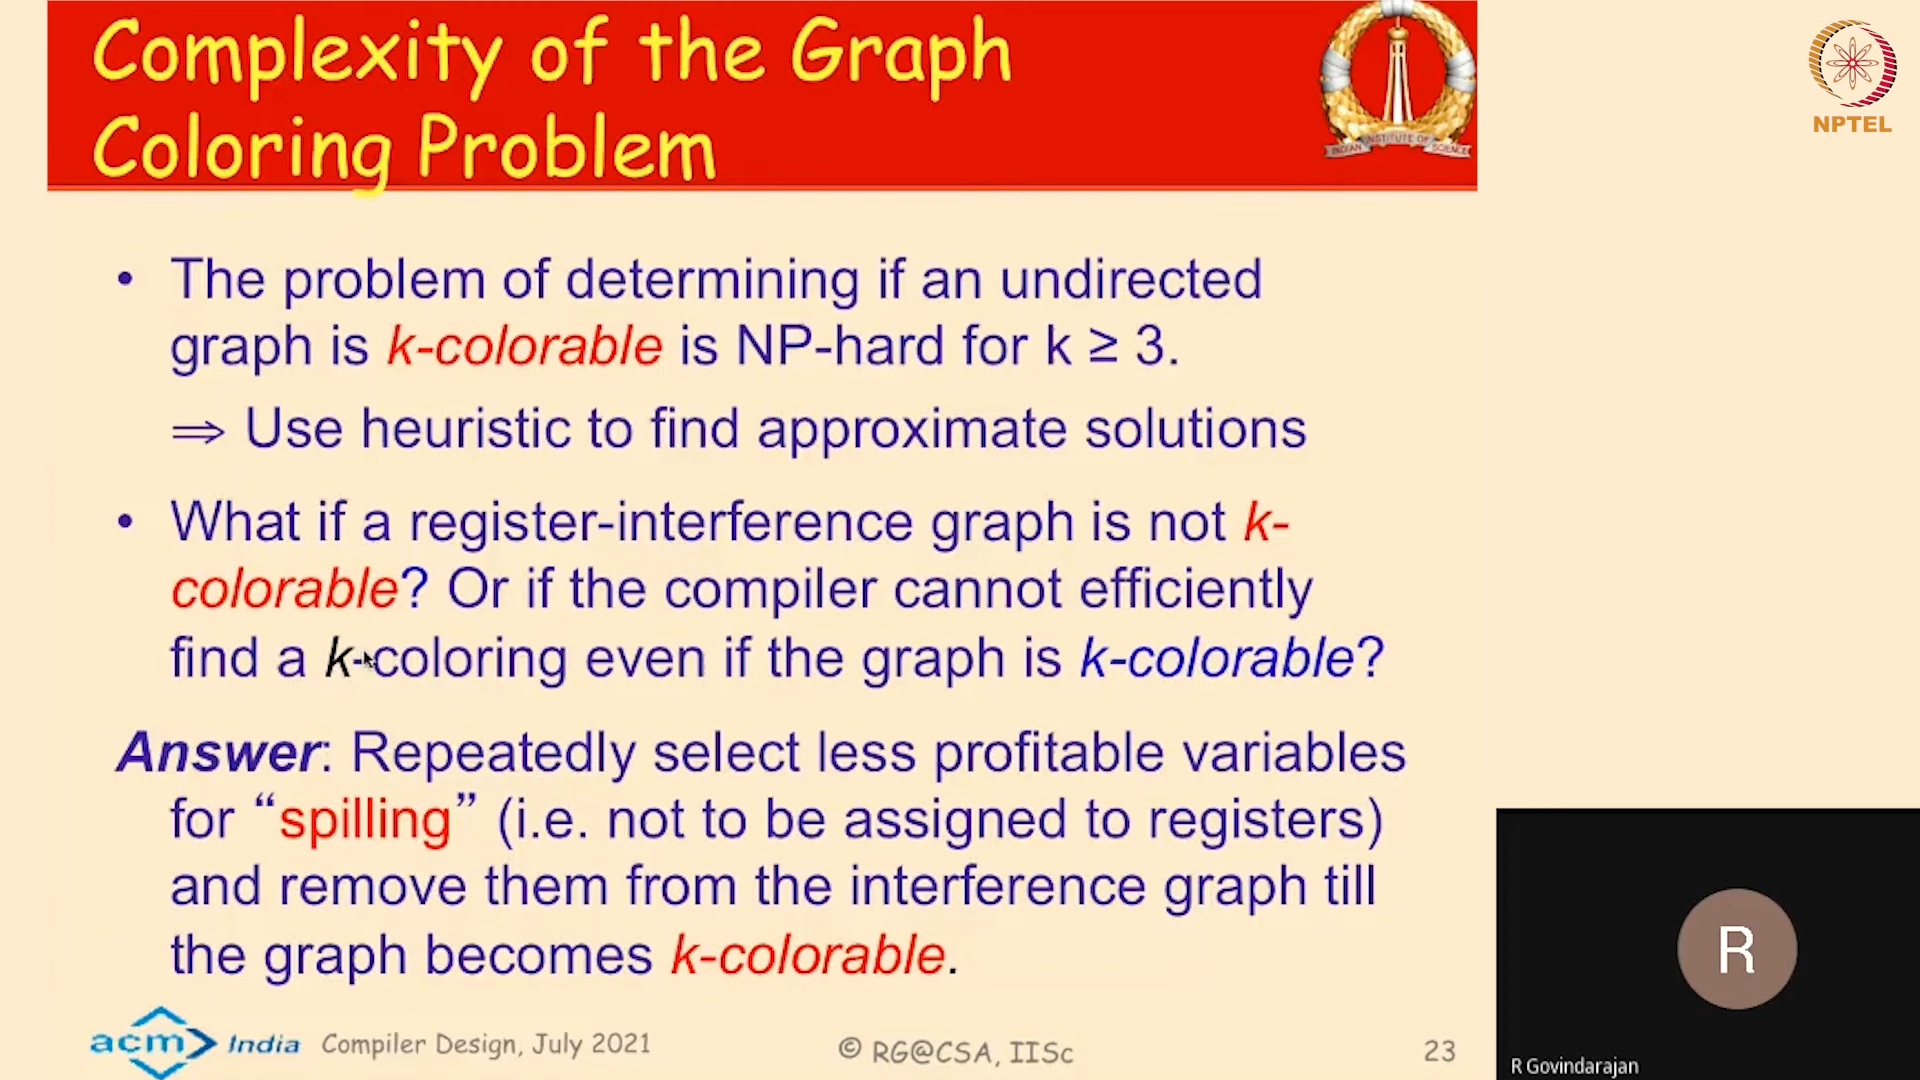 Complexity of the Graph
Coloring Problem
INDIAN INSTITUTE OF SCIENCE
NPTEL
• The problem of determining if an undirected
graph is k-colorable is NP-hard for k ≥ 3.
⇒ Use heuristic to find approximate solutions
• What if a register-interference graph is not k-
colorable? Or if the compiler cannot efficiently
find a k-coloring even if the graph is k-colorable?
Answer: Repeatedly select less profitable variables
for “spilling” (i.e. not to be assigned to registers)
and remove them from the interference graph till
the graph becomes k-colorable.
acm India Compiler Design, July 2021 © RG@CSA, IISc 23
R
R Govindarajan